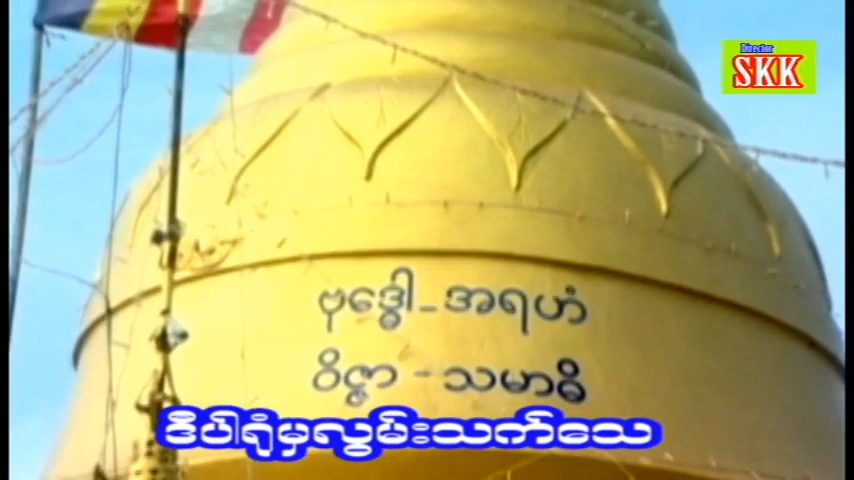 Director
SKK
ဗုဒ္ဓေါ - အရဟံ
ဝိဇ္ဇာ - သမာဓိ
ဒီပါရုံမှလွမ်းသက်သေ